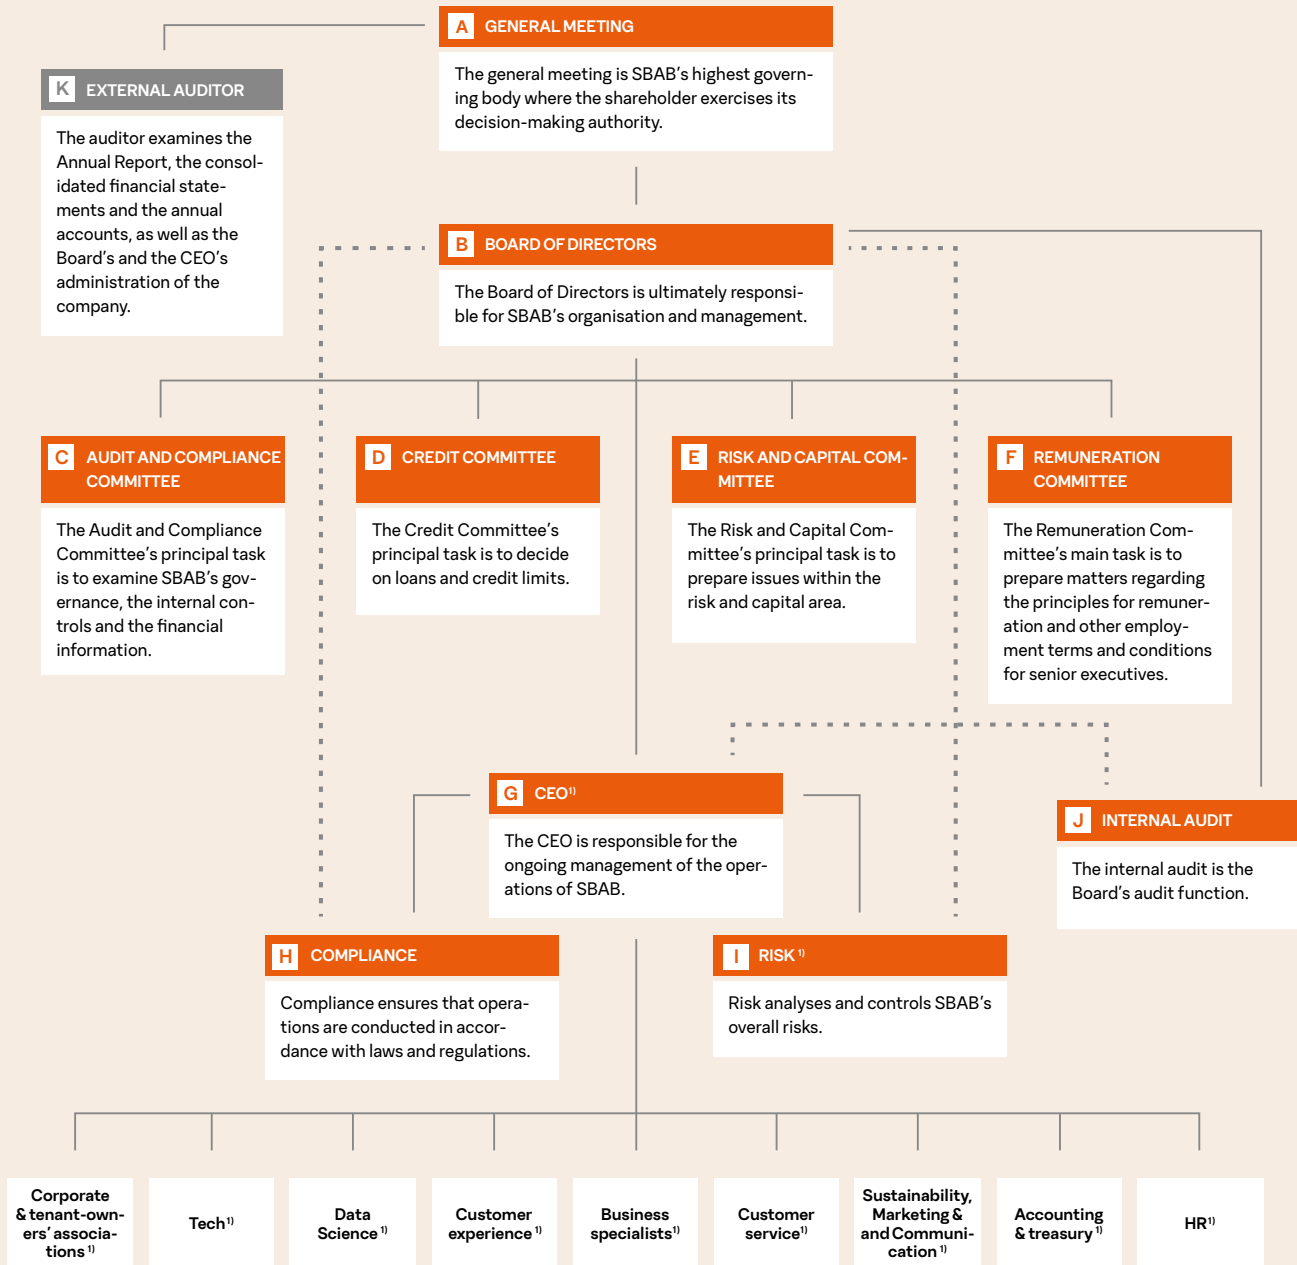 A GENERAL MEETING
The general meeting is SBAB's highest govern-
ing body where the shareholder exercises its
decision-making authority.
K EXTERNAL AUDITOR
The auditor examines the
Annual Report, the consol-
idated financial state-
ments and the annual
accounts, as well as the
Board's and the CEO's
administration of the
company.
B BOARD OF DIRECTORS
The Board of Directors is ultimately responsi-
ble for SBAB's organisation and management.
C AUDIT AND COMPLIANCE
COMMITTEE
The Audit and Compliance
Committee's principal task
is to examine SBAB's gov-
ernance, the internal con-
trols and the financial
information.
D CREDIT COMMITTEE
The Credit Committee's
principal task is to decide
on loans and credit limits.
E RISK AND CAPITAL COM-
MITTEE
The Risk and Capital Com-
mittee's principal task is to
prepare issues within the
risk and capital area.
F REMUNERATION
COMMITTEE
The Remuneration Com-
mittee's main task is to
prepare matters regarding
the principles for remuner-
ation and other employ-
ment terms and conditions
for senior executives.
G CEO¹⁾
The CEO is responsible for the
ongoing management of the oper-
ations of SBAB.
J INTERNAL AUDIT
The internal audit is the
Board's audit function.
H COMPLIANCE
Compliance ensures that opera-
tions are conducted in accor-
dance with laws and regulations.
I RISK ¹⁾
Risk analyses and controls SBAB's
overall risks.
Corporate
& tenant-own-
ers' associa-
tions ¹⁾
Tech¹⁾
Data
Science ¹⁾
Customer
experience ¹⁾
Business
specialists¹⁾
Customer
service¹⁾
Sustainability,
Marketing &
and Communi-
cation ¹⁾
Accounting
& treasury ¹⁾
HR¹⁾